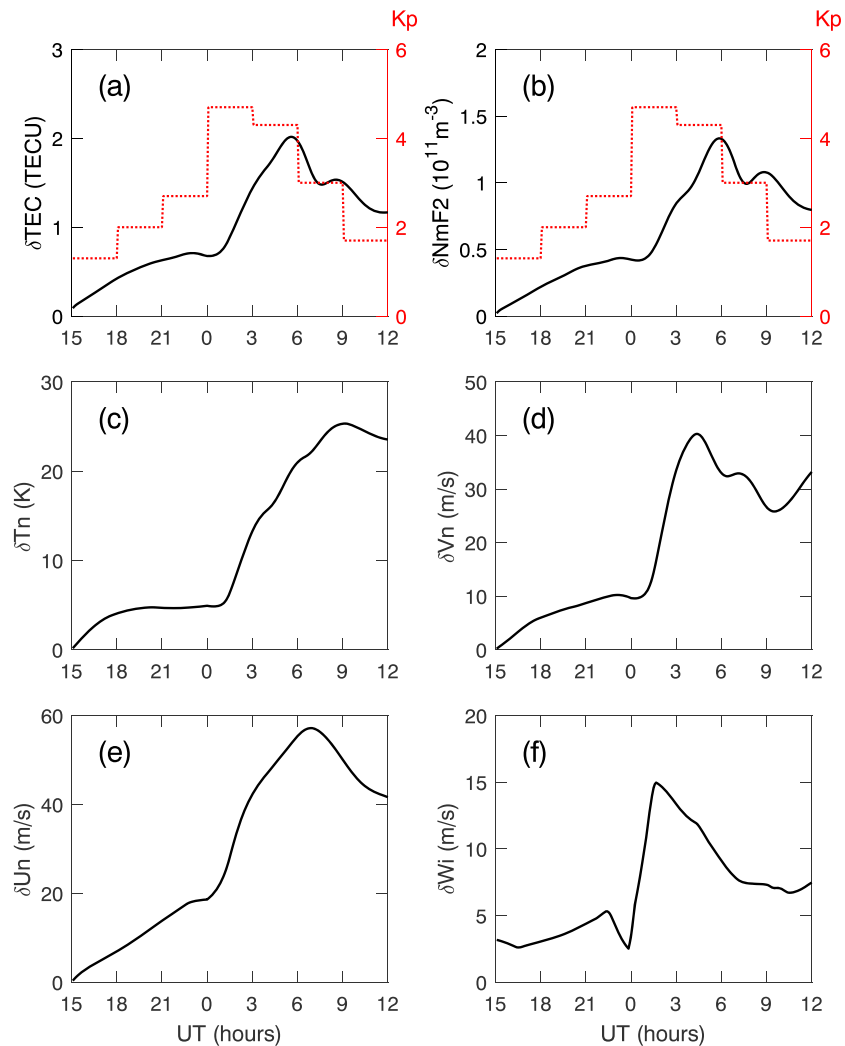 Kp Kp
3 6 2 6
(a) (b)
δTEC (TECU) δNmF2 (10¹¹m⁻³)
2 4 1.5 4
1 2 1 2
0.5
0 0 0 0
15 18 21 0 3 6 9 12 15 18 21 0 3 6 9 12
30 50
(c) (d)
40
20 30
δTn (K) δVn (m/s)
10 20
10
0 0
15 18 21 0 3 6 9 12 15 18 21 0 3 6 9 12
60 20
(e) (f)
40 15
δUn (m/s) δWi (m/s)
10
20 5
0 0
15 18 21 0 3 6 9 12 15 18 21 0 3 6 9 12
UT (hours) UT (hours)